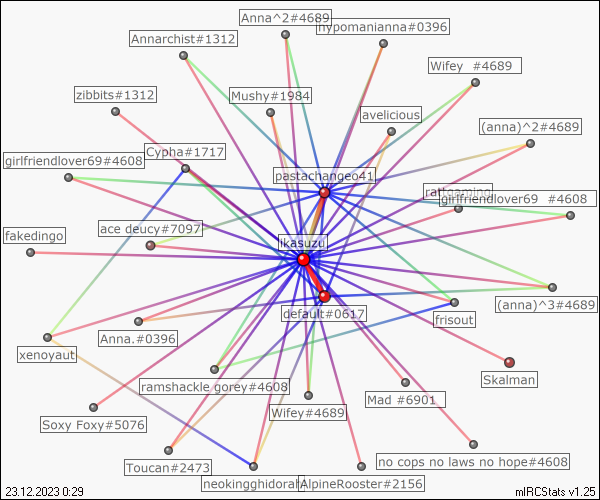 Anna^2#4689
hypomanianna#0396
Annarchist#1312
Wifey  #4689
zibbits#1312
Mushy#1984
avelicious
(anna)^2#4689
Cypha#1717
girlfriendlover69#4608
pastachangeo41
rattgaming
girlfriendlover69  #4608
ace deucy#7097
fakedingo
ikasuzu
(anna)^3#4689
default#0617
frisout
Anna.#0396
xenoyaut
Skalman
ramshackle gorey#4608
Mad #6901
Wifey#4689
Soxy Foxy#5076
no cops no laws no hope#4608
Toucan#2473
neokingghidorah
AlpineRooster#2156
23.12.2023 0:29
mIRCStats v1.25